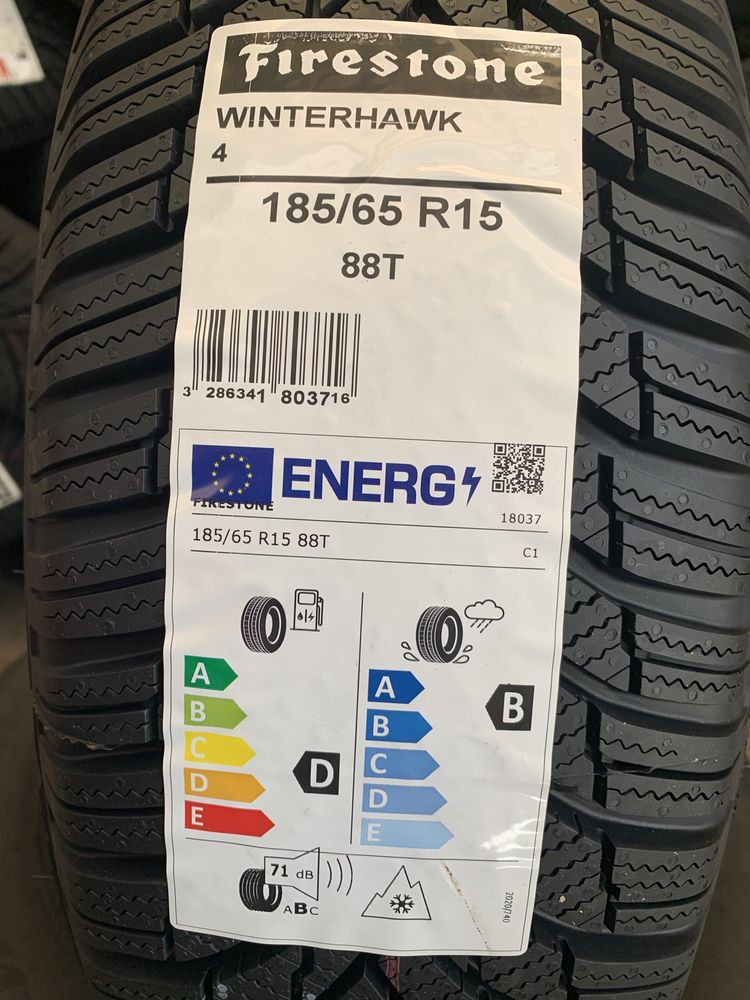 Firestone
WINTERHAWK
4
185/65 R15
88T
3 286341 803716
ENERG
FIRESTONE
18037
185/65 R15 88T
C1
A
B
C
D
E
D
A
B
C
D
E
B
71 dB
ABC
2020/740